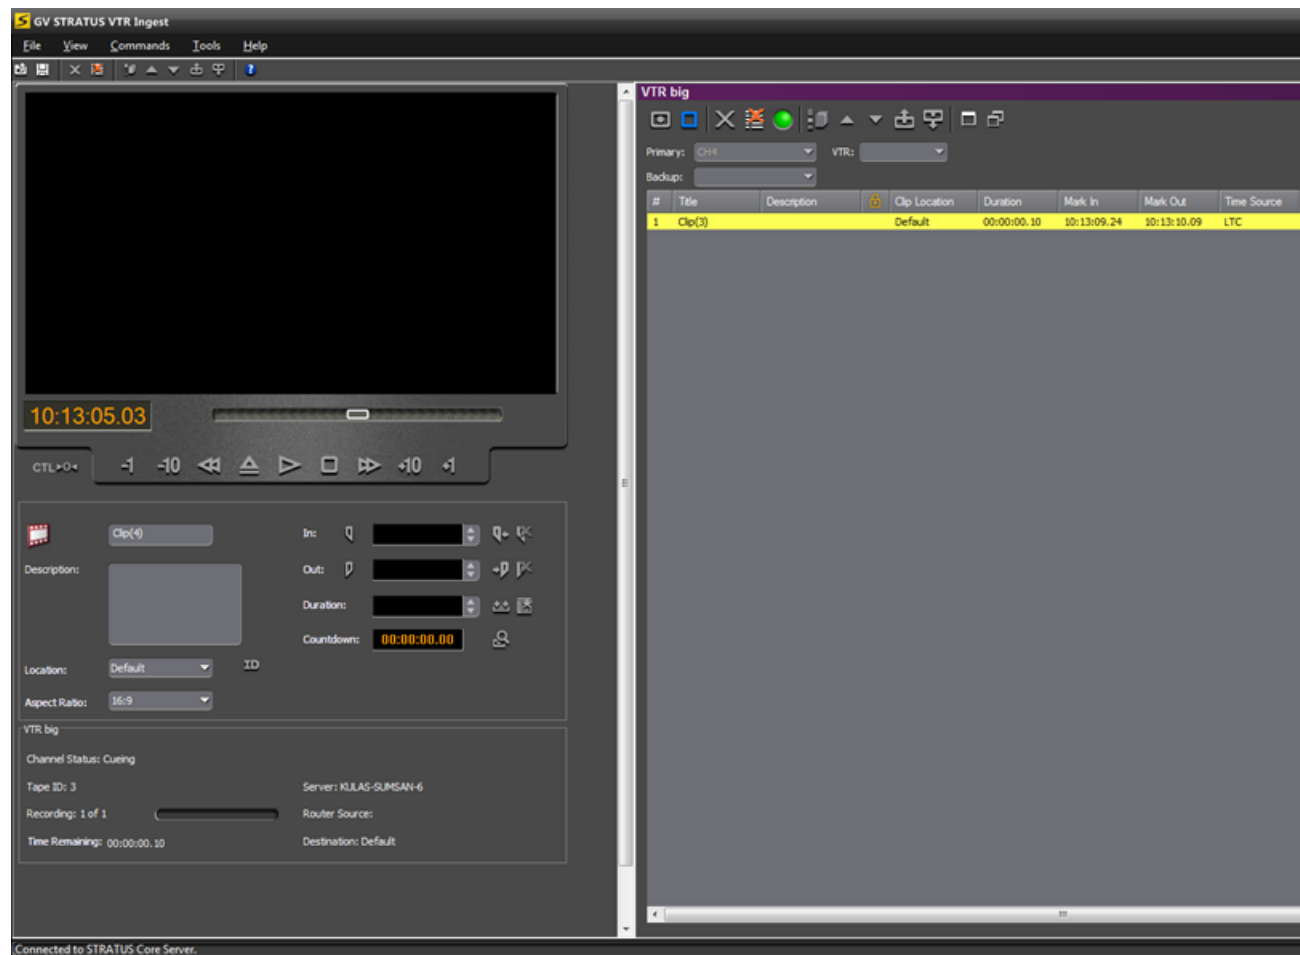 GV STRATUS VTR Ingest
File View Commands Tools Help
VTR big
Primary: CH4 VTR:
Backup:
# Title Description Clip Location Duration Mark In Mark Out Time Source
1 Clip(3) Default 00:00:00.10 10:13:09.24 10:13:10.09 LTC
10:13:05.03
CTL▸0◂ -1 -10 +10 +1
Clip(4) In:
Description: Out:
Duration:
Countdown: 00:00:00.00
Location: Default ID
Aspect Ratio: 16:9
VTR big
Channel Status: Cueing
Tape ID: 3 Server: KULAS-SUMSAN-6
Recording: 1 of 1 Router Source:
Time Remaining: 00:00:00.10 Destination: Default
Connected to STRATUS Core Server.